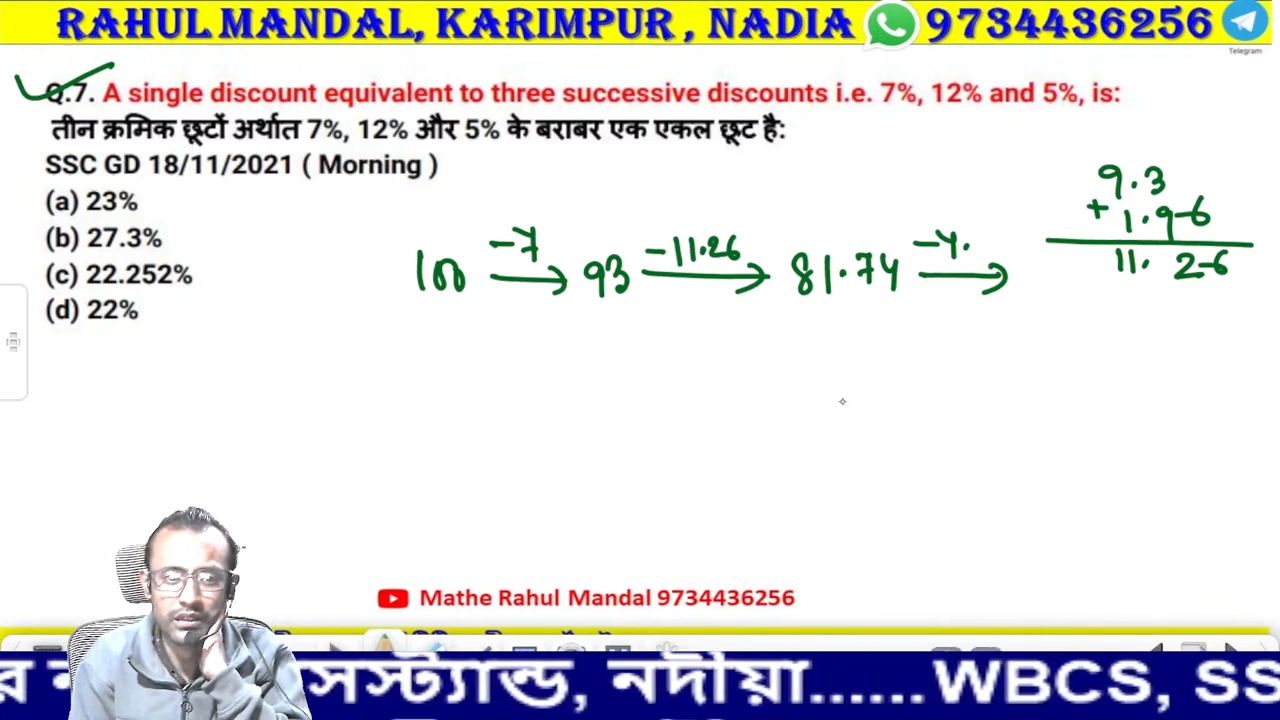 RAHUL MANDAL, KARIMPUR , NADIA 9734436256
Telegram
Q.7. A single discount equivalent to three successive discounts i.e. 7%, 12% and 5%, is:
तीन क्रमिक छूटों अर्थात 7%, 12% और 5% के बराबर एक एकल छूट है:
SSC GD 18/11/2021 ( Morning )
(a) 23%
(b) 27.3%
(c) 22.252%
(d) 22%
9.3
+ 1.96
11.26
100 -7 → 93 -11.26 → 81.74 -4. →
Mathe Rahul Mandal 9734436256
সস্ট্যান্ড, নদীয়া...... WBCS, SS